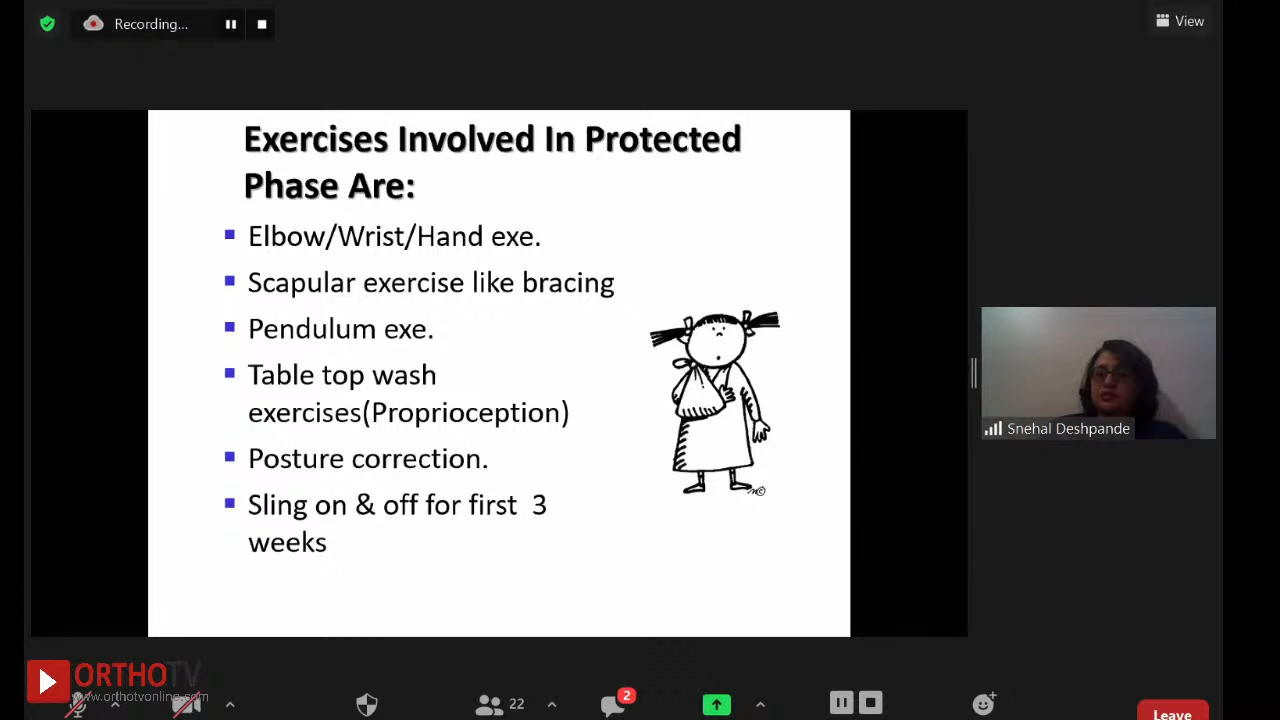 Recording...
View
Exercises Involved In Protected
Phase Are:
Elbow/Wrist/Hand exe.
Scapular exercise like bracing
Pendulum exe.
Table top wash
exercises(Proprioception)
Posture correction.
Sling on & off for first 3
weeks
Snehal Deshpande
ORTHOTV
www.orthotvonline.com
22
2
Leave